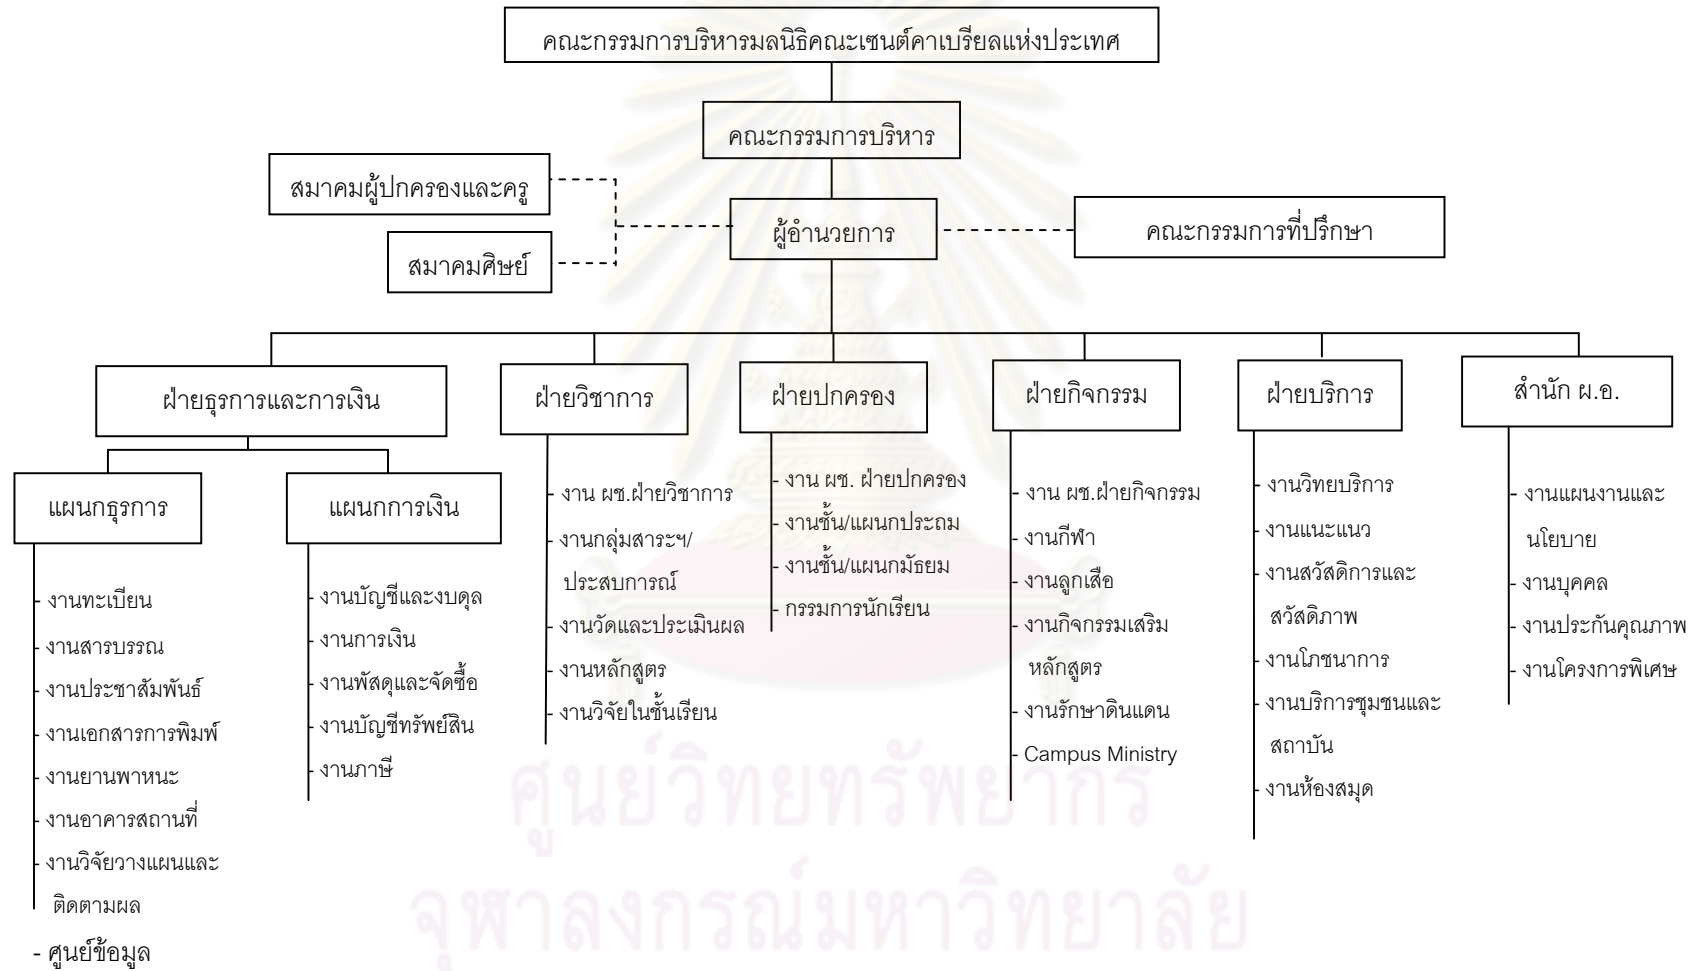 คณะกรรมการบริหารมลนิธิคณะเซนต์คาเบรียลแห่งประเทศ
คณะกรรมการบริหาร
สมาคมผู้ปกครองและครู
ผู้อำนวยการ
คณะกรรมการที่ปรึกษา
สมาคมศิษย์
ฝ่ายธุรการและการเงิน
แผนกธุรการ
- งานทะเบียน
- งานสารบรรณ
- งานประชาสัมพันธ์
- งานเอกสารการพิมพ์
- งานยานพาหนะ
- งานอาคารสถานที่
- งานวิจัยวางแผนและ
ติดตามผล
- ศูนย์ข้อมูล
แผนกการเงิน
- งานบัญชีและงบดุล
- งานการเงิน
- งานพัสดุและจัดซื้อ
- งานบัญชีทรัพย์สิน
- งานภาษี
ฝ่ายวิชาการ
- งาน ผช.ฝ่ายวิชาการ
- งานกลุ่มสาระฯ/
ประสบการณ์
- งานวัดและประเมินผล
- งานหลักสูตร
- งานวิจัยในชั้นเรียน
ฝ่ายปกครอง
- งาน ผช. ฝ่ายปกครอง
- งานชั้น/แผนกประถม
- งานชั้น/แผนกมัธยม
- กรรมการนักเรียน
ฝ่ายกิจกรรม
- งาน ผช.ฝ่ายกิจกรรม
- งานกีฬา
- งานลูกเสือ
- งานกิจกรรมเสริม
หลักสูตร
- งานรักษาดินแดน
- Campus Ministry
ฝ่ายบริการ
- งานวิทยบริการ
- งานแนะแนว
- งานสวัสดิการและ
สวัสดิภาพ
- งานโภชนาการ
- งานบริการชุมชนและ
สถาบัน
- งานห้องสมุด
สำนัก ผ.อ.
- งานแผนงานและ
นโยบาย
- งานบุคคล
- งานประกันคุณภาพ
- งานโครงการพิเศษ
ศูนย์วิทยทรัพยากร
จุฬาลงกรณ์มหาวิทยาลัย